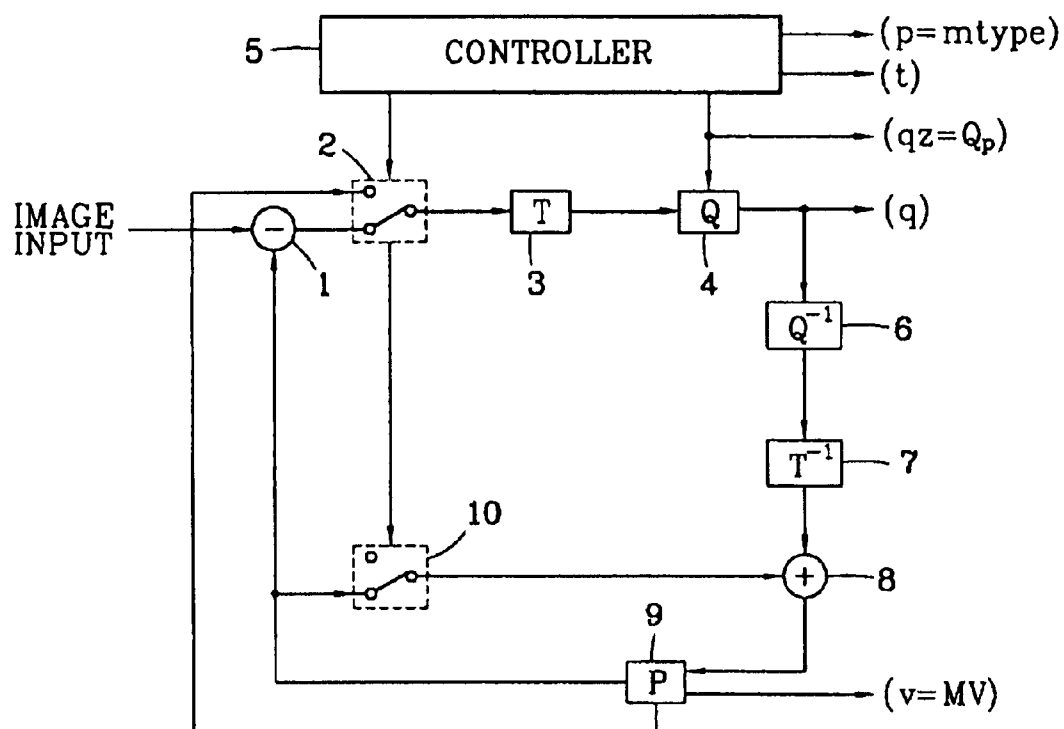 5
CONTROLLER
(p=mtype)
(t)
(qz=Qp)
2
IMAGE
INPUT
−
1
T
3
Q
4
(q)
Q⁻¹
6
T⁻¹
7
10
+
8
9
P
(v=MV)